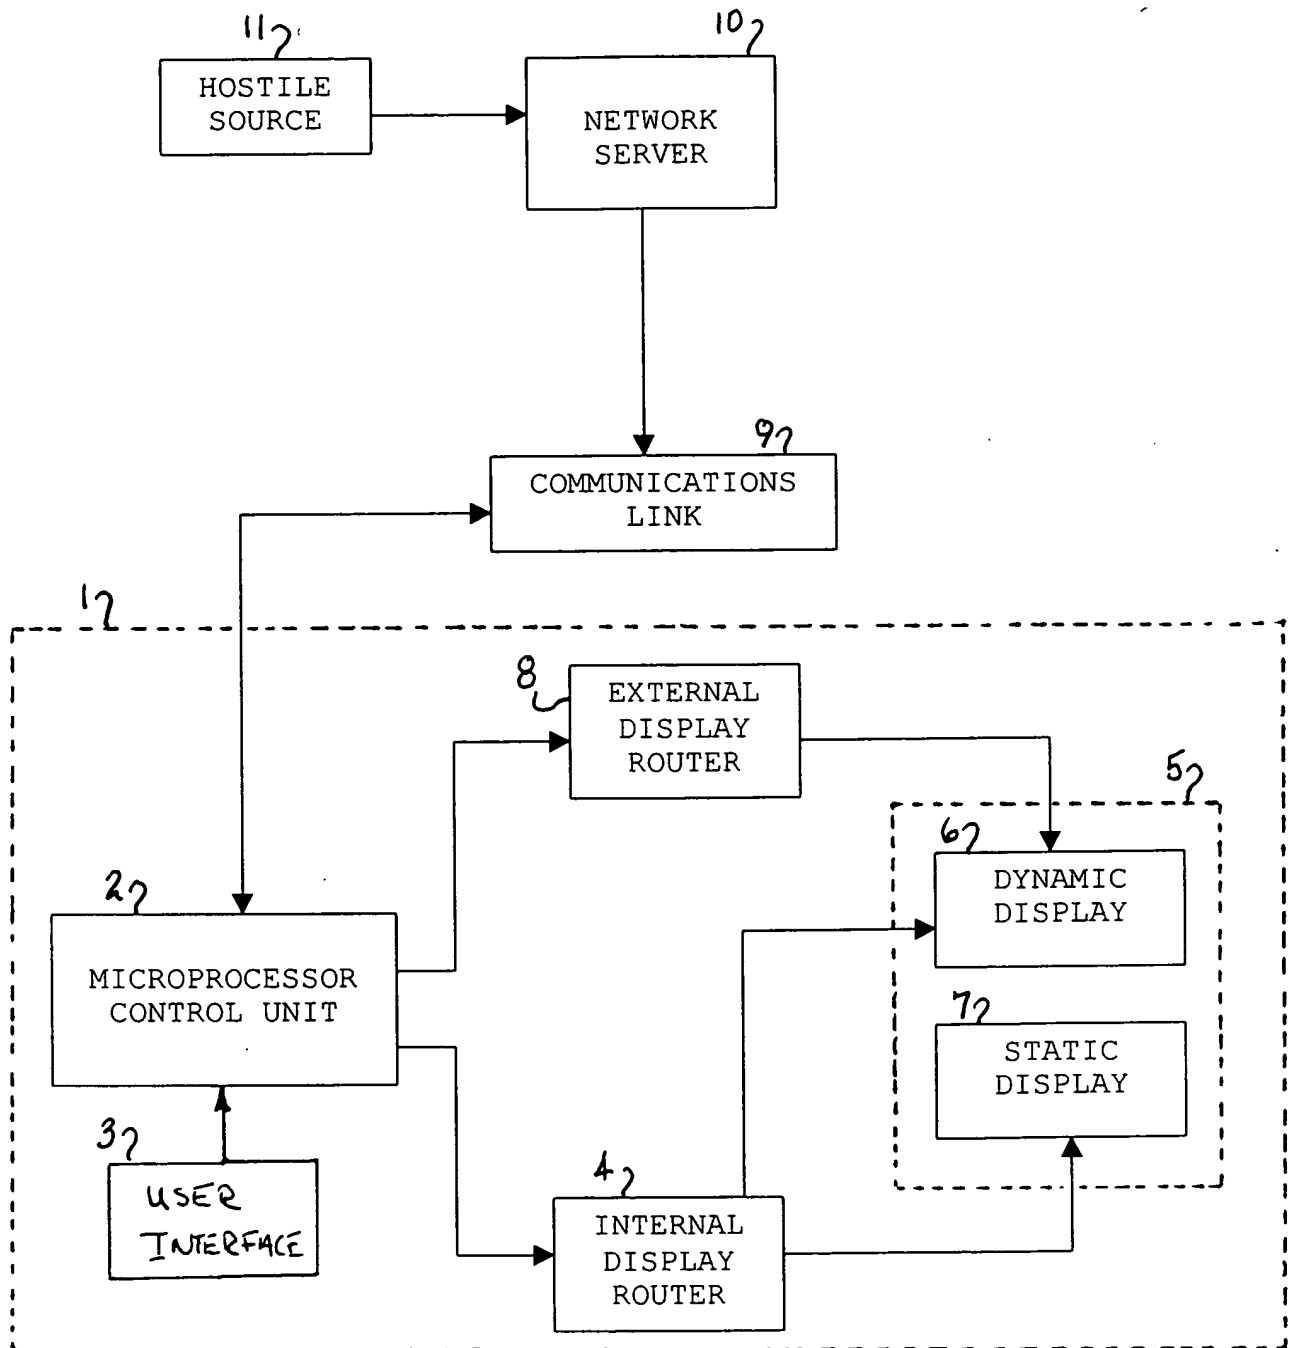 11
HOSTILE
SOURCE
10
NETWORK
SERVER
9
COMMUNICATIONS
LINK
1
8
EXTERNAL
DISPLAY
ROUTER
5
6
DYNAMIC
DISPLAY
2
MICROPROCESSOR
CONTROL UNIT
7
STATIC
DISPLAY
3
USER
INTERFACE
4
INTERNAL
DISPLAY
ROUTER